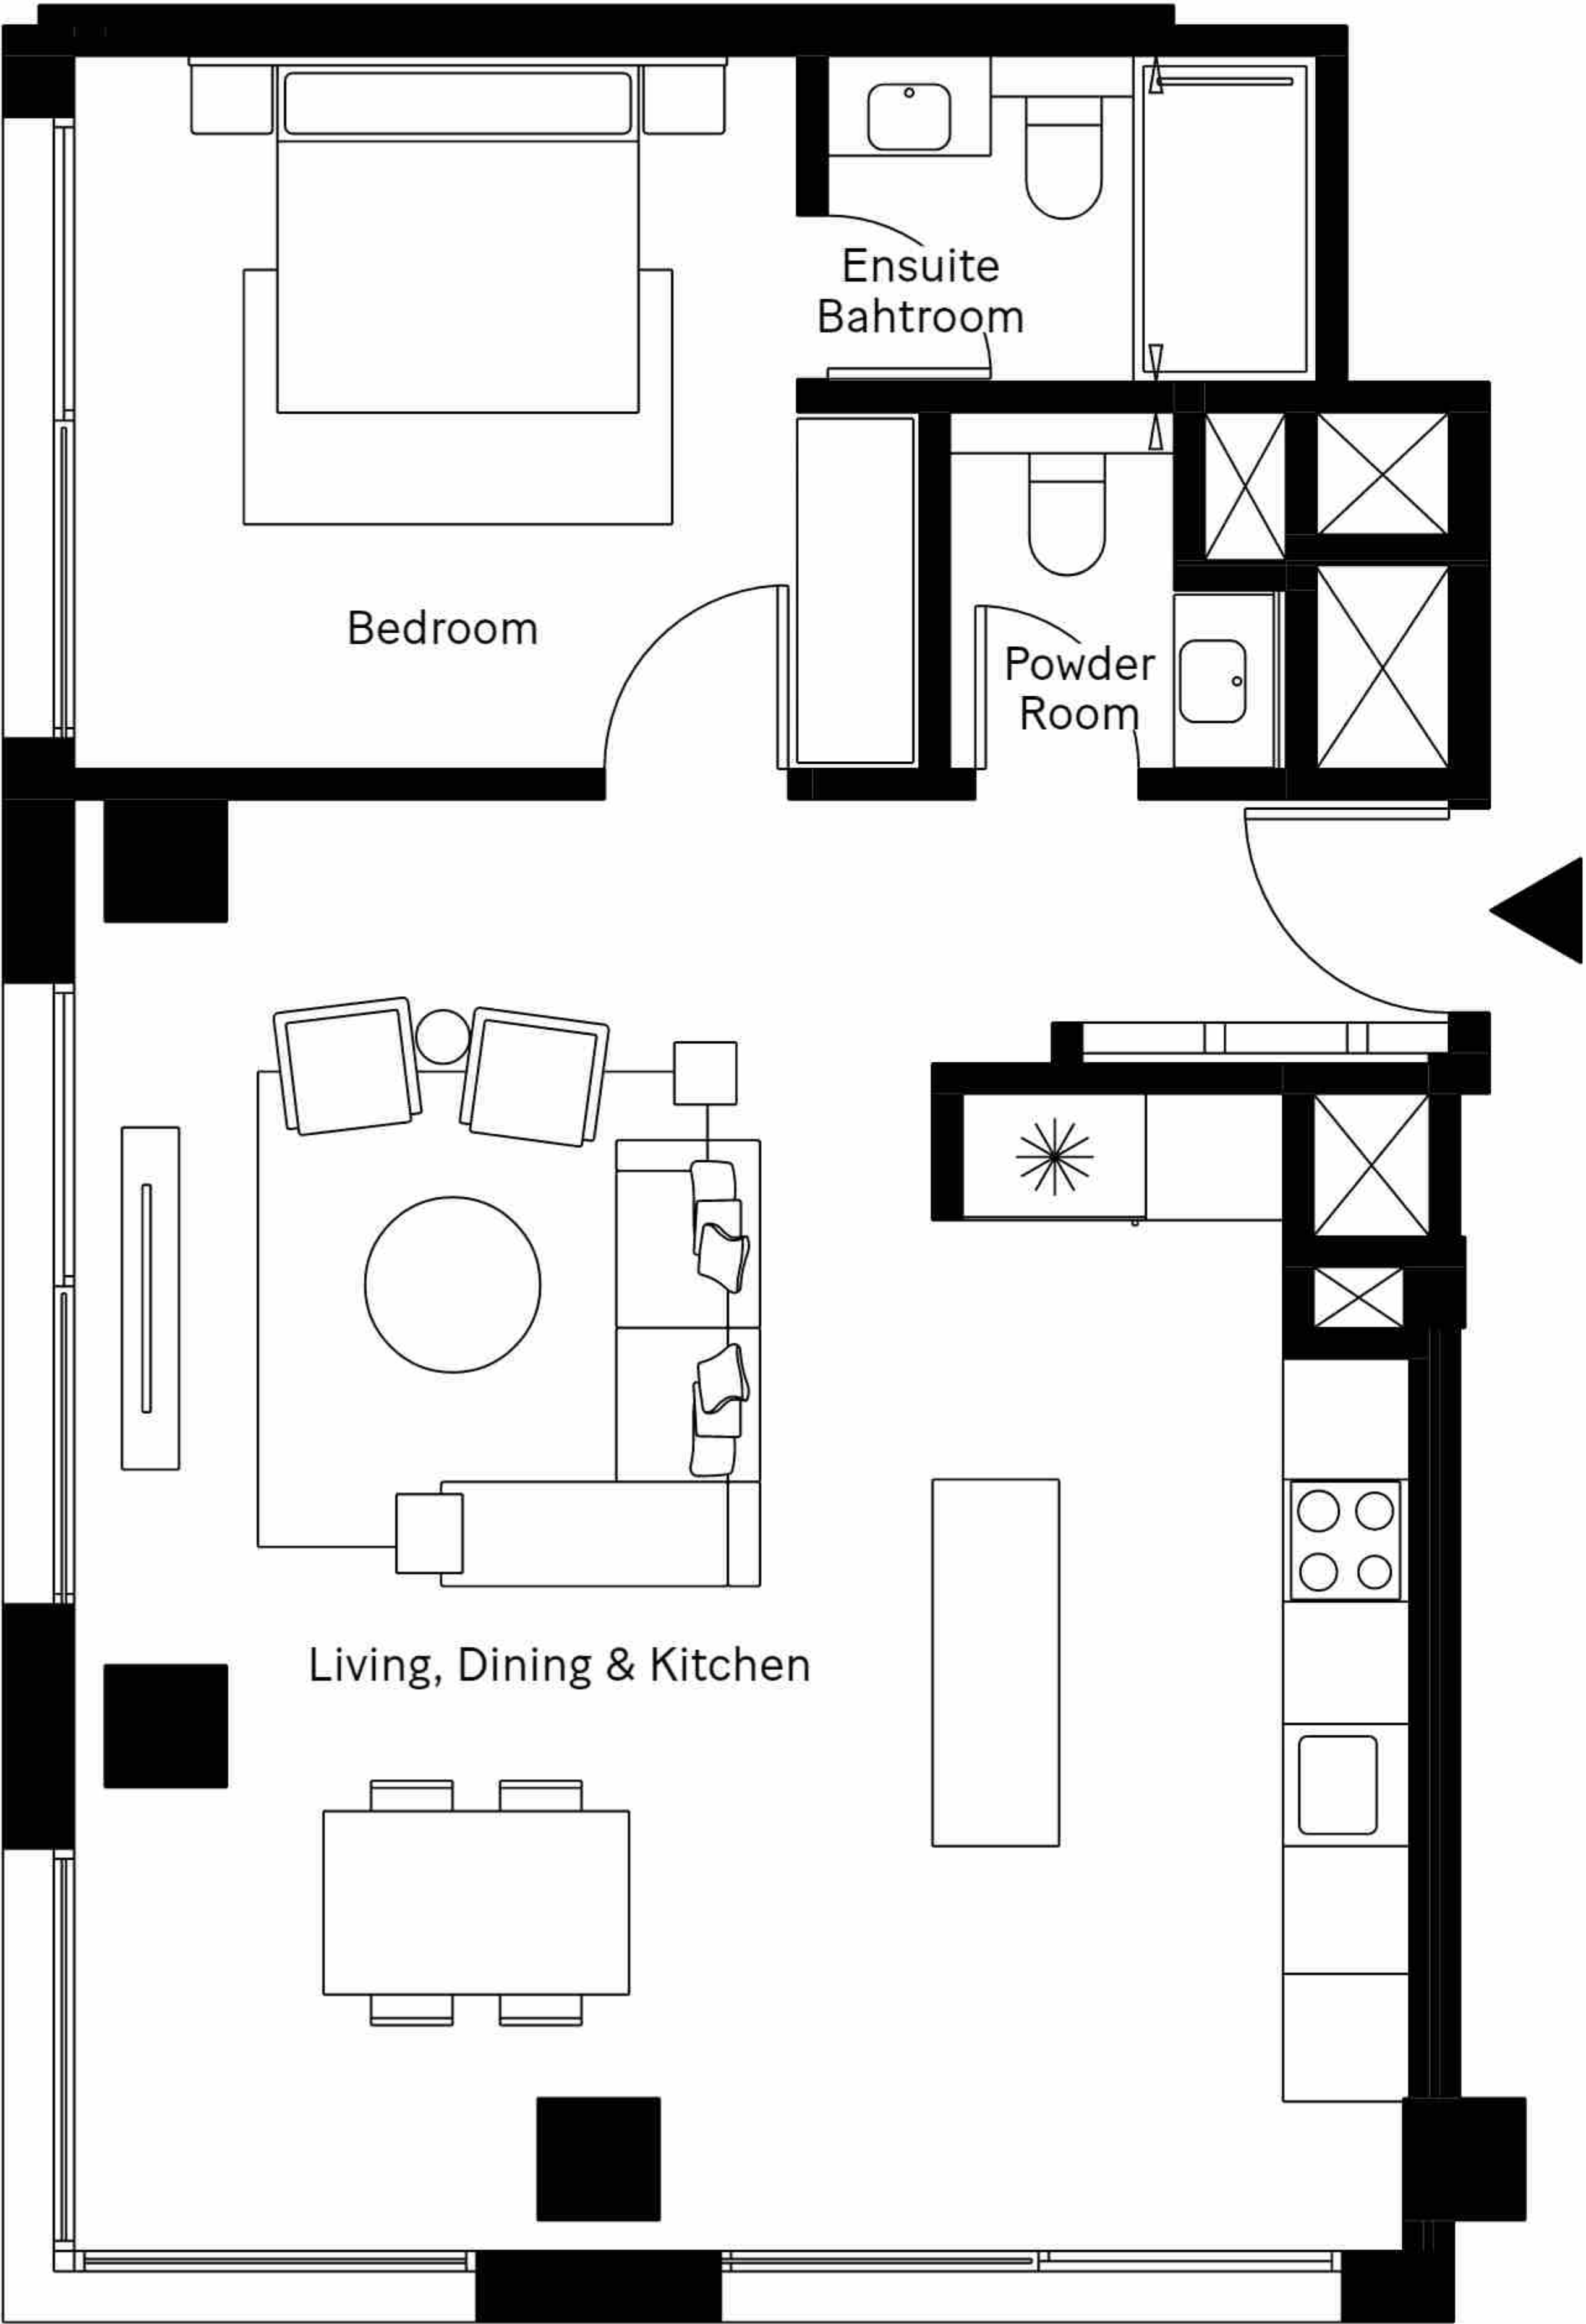 Ensuite
Bahtroom
Bedroom
Powder
Room
Living, Dining & Kitchen